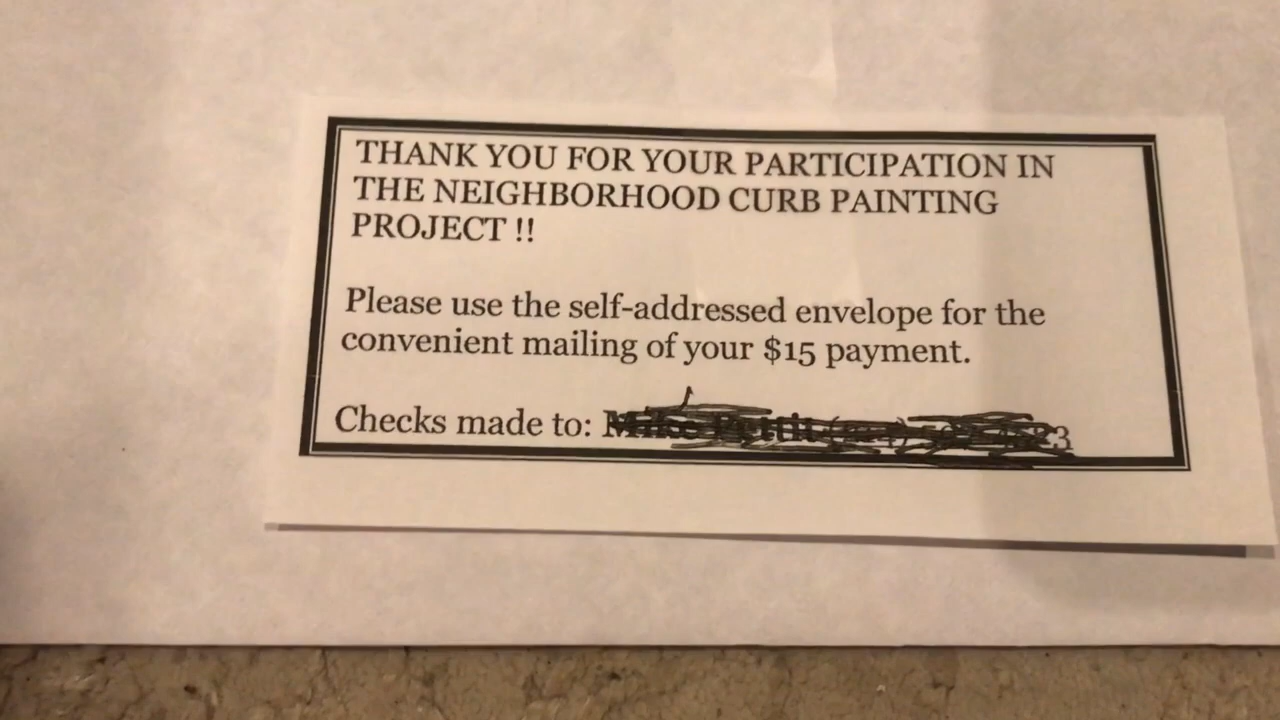 THANK YOU FOR YOUR PARTICIPATION IN
THE NEIGHBORHOOD CURB PAINTING
PROJECT !!
Please use the self-addressed envelope for the
convenient mailing of your $15 payment.
Checks made to: